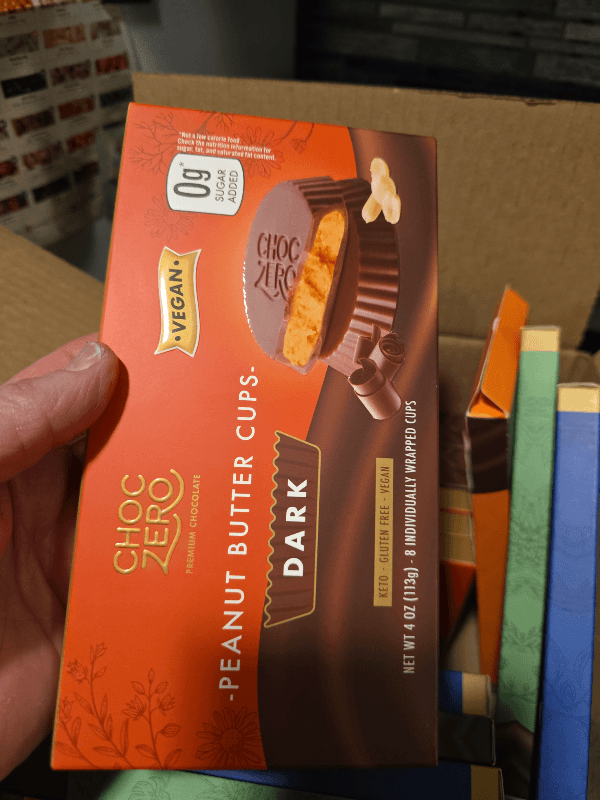 CHOC
ZERO
PREMIUM CHOCOLATE
-PEANUT BUTTER CUPS-
DARK
•VEGAN•
0g*
SUGAR
ADDED
*Not a low calorie food.
Check the nutrition information for
sugar, fat, and saturated fat content.
CHOC
ZERO
KETO - GLUTEN FREE - VEGAN
NET WT 4 OZ (113g) - 8 INDIVIDUALLY WRAPPED CUPS